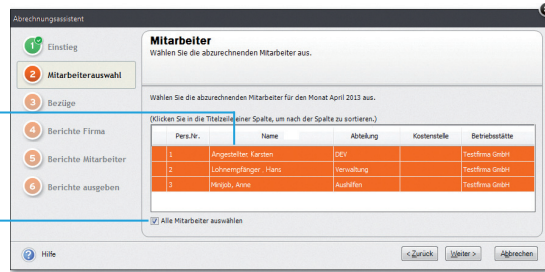 Abrechnungsassistent
1 Einstieg
2 Mitarbeiterauswahl
3 Bezüge
4 Berichte Firma
5 Berichte Mitarbeiter
6 Berichte ausgeben
Mitarbeiter
Wählen Sie die abzurechnenden Mitarbeiter aus.
Wählen Sie die abzurechnenden Mitarbeiter für den Monat April 2013 aus.
(Klicken Sie in die Titelzeile einer Spalte, um nach der Spalte zu sortieren.)
Pers.Nr. Name Abteilung Kostenstelle Betriebsstätte
1 Angestellter, Karsten DEV Testfirma GmbH
2 Lohnempfänger , Hans Verwaltung Testfirma GmbH
3 Minijob, Anne Aushilfen Testfirma GmbH
Alle Mitarbeiter auswählen
? Hilfe
< Zurück Weiter > Abbrechen